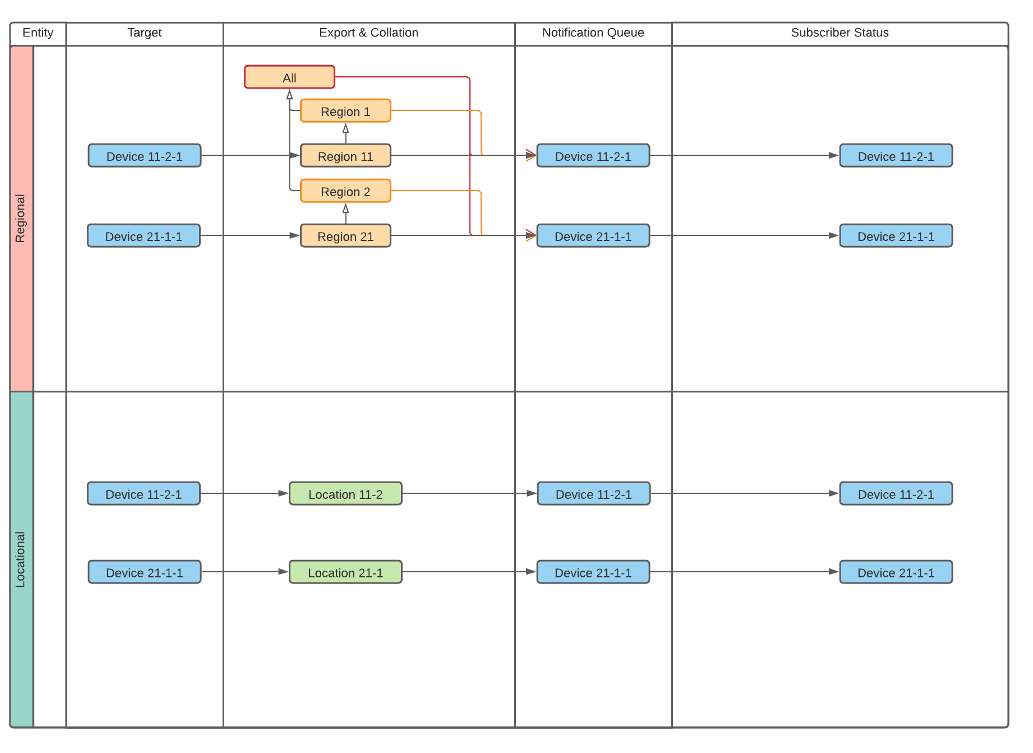 Entity
Target
Export & Collation
Notification Queue
Subscriber Status
Regional
All
Region 1
Device 11-2-1
Region 11
Device 11-2-1
Device 11-2-1
Region 2
Device 21-1-1
Region 21
Device 21-1-1
Device 21-1-1
Locational
Device 11-2-1
Location 11-2
Device 11-2-1
Device 11-2-1
Device 21-1-1
Location 21-1
Device 21-1-1
Device 21-1-1